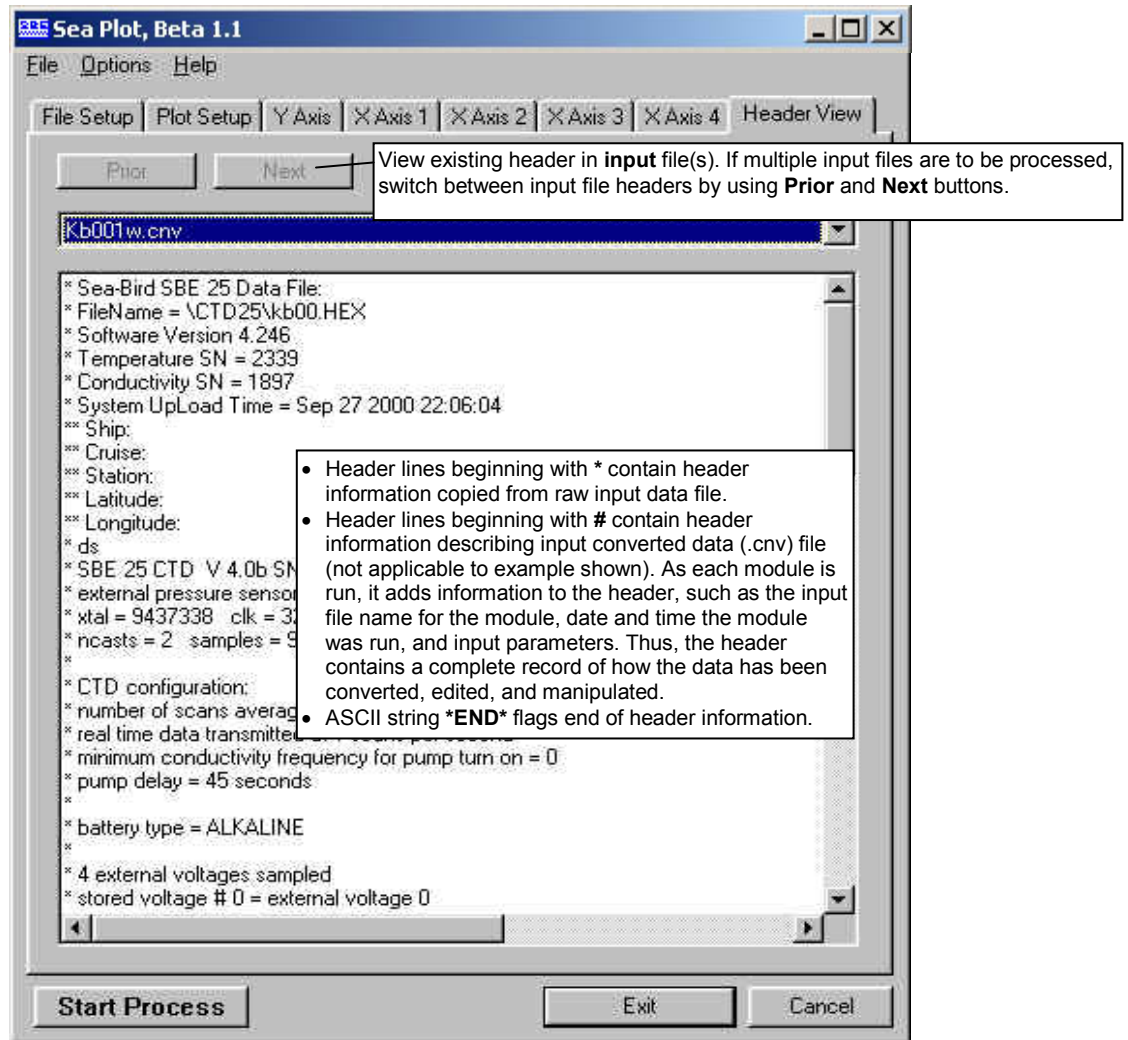 Sea Plot, Beta 1.1
File Options Help
File Setup Plot Setup Y Axis X Axis 1 X Axis 2 X Axis 3 X Axis 4 Header View
Prior Next
View existing header in input file(s). If multiple input files are to be processed,
switch between input file headers by using Prior and Next buttons.
Kb001w.cnv
* Sea-Bird SBE 25 Data File:
* FileName = \CTD25\kb00.HEX
* Software Version 4.246
* Temperature SN = 2339
* Conductivity SN = 1897
* System UpLoad Time = Sep 27 2000 22:06:04
** Ship:
** Cruise:
** Station:
** Latitude:
** Longitude:
* ds
* SBE 25 CTD V 4.0b SN
* external pressure sensor
* xtal = 9437338 clk = 32
* ncasts = 2 samples =
*
* CTD configuration:
* number of scans averag
* real time data transmitted
* minimum conductivity frequency for pump turn on = 0
* pump delay = 45 seconds
*
* battery type = ALKALINE
*
* 4 external voltages sampled
* stored voltage # 0 = external voltage 0
• Header lines beginning with * contain header
information copied from raw input data file.
• Header lines beginning with # contain header
information describing input converted data (.cnv) file
(not applicable to example shown). As each module is
run, it adds information to the header, such as the input
file name for the module, date and time the module
was run, and input parameters. Thus, the header
contains a complete record of how the data has been
converted, edited, and manipulated.
• ASCII string *END* flags end of header information.
Start Process Exit Cancel